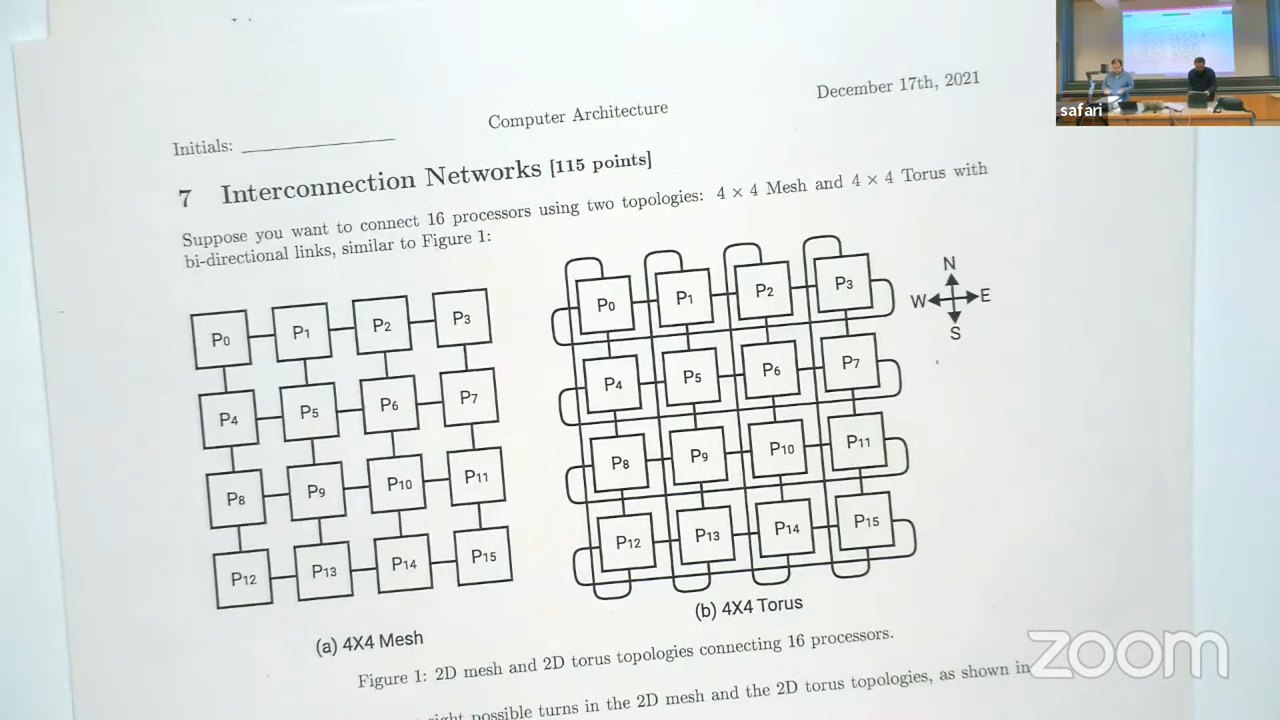 safari
December 17th, 2021
Computer Architecture
Initials:
7 Interconnection Networks [115 points]
Suppose you want to connect 16 processors using two topologies: 4 × 4 Mesh and 4 × 4 Torus with
bi-directional links, similar to Figure 1:
P0 P1 P2 P3
P4 P5 P6 P7
P8 P9 P10 P11
P12 P13 P14 P15
(a) 4X4 Mesh
P0 P1 P2 P3
P4 P5 P6 P7
P8 P9 P10 P11
P12 P13 P14 P15
(b) 4X4 Torus
N
W E
S
Figure 1: 2D mesh and 2D torus topologies connecting 16 processors.
possible turns in the 2D mesh and the 2D torus topologies, as shown in
zoom